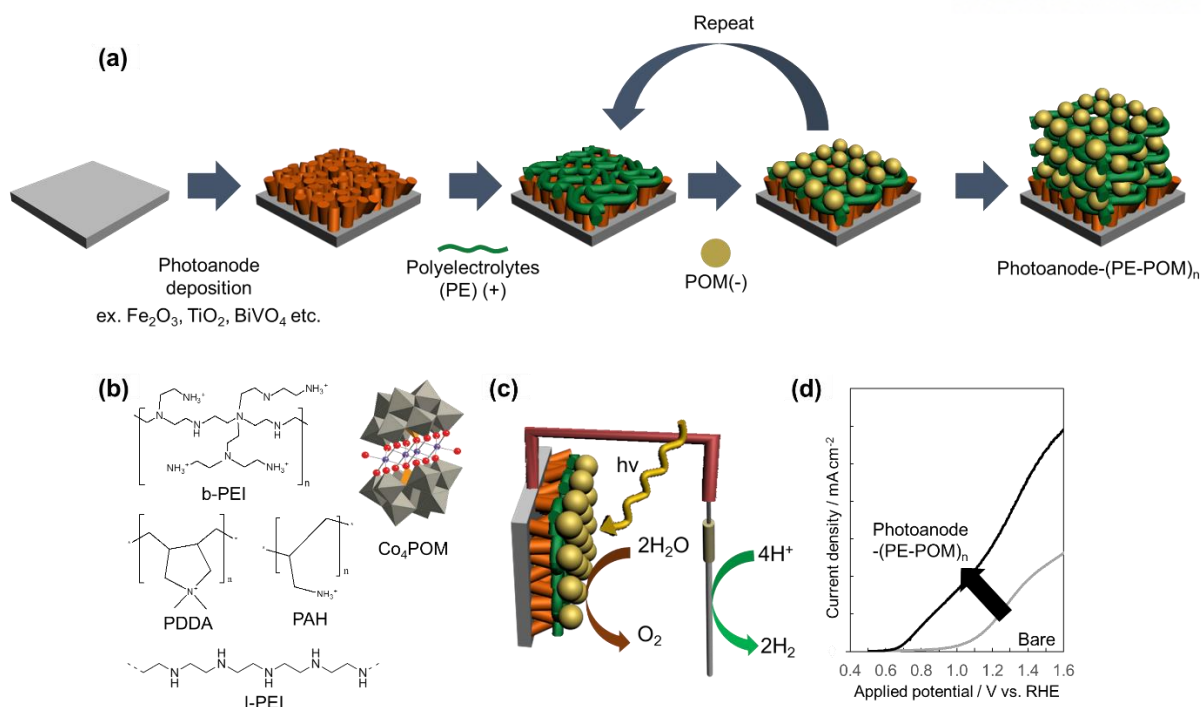 (a)
Repeat
Photoanode
deposition
ex. Fe₂O₃, TiO₂, BiVO₄ etc.
Polyelectrolytes
(PE) (+)
POM(-)
Photoanode-(PE-POM)ₙ
(b)
NH₃⁺
NH₃⁺
N
N
N
N
H
N
H
N
NH₃⁺
NH₃⁺
n
b-PEI
Co₄POM
n
N⁺
PDDA
n
NH₃⁺
PAH
H
N
H
N
N
H
N
H
N
H
l-PEI
(c)
hν
2H₂O
O₂
4H⁺
2H₂
(d)
Current density / mA cm⁻²
Photoanode
-(PE-POM)ₙ
Bare
0.4 0.6 0.8 1.0 1.2 1.4 1.6
Applied potential / V vs. RHE